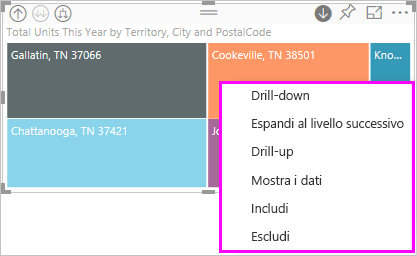 Total Units This Year by Territory, City and PostalCode
Gallatin, TN 37066
Cookeville, TN 38501
Kno...
Chattanooga, TN 37421
Drill-down
Espandi al livello successivo
Drill-up
Mostra i dati
Includi
Escludi